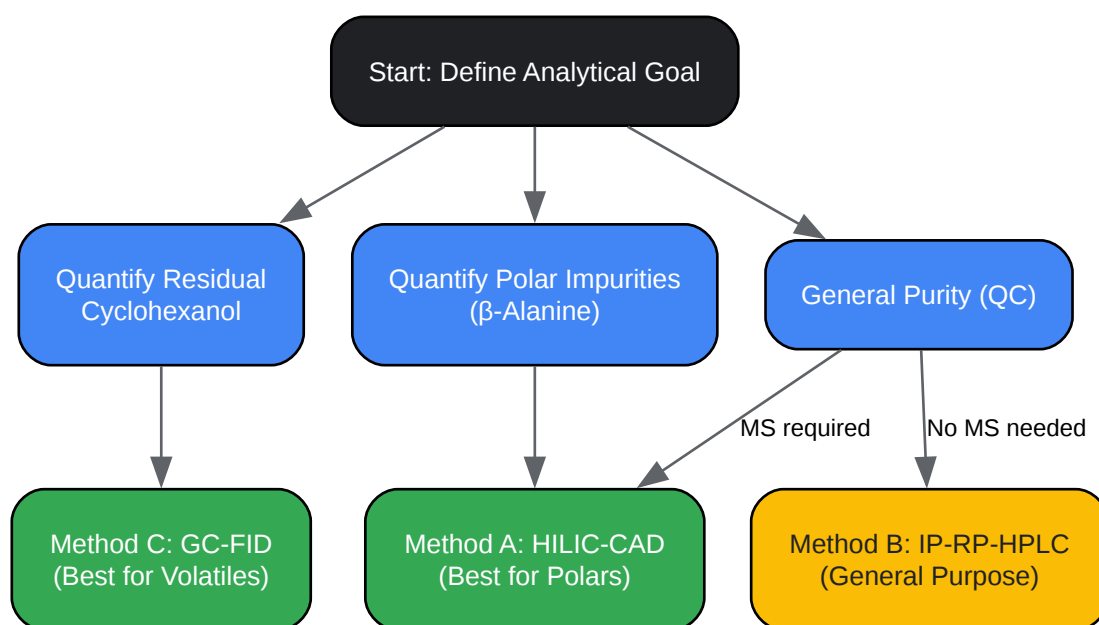 Start: Define Analytical Goal
Quantify Residual
Cyclohexanol
Quantify Polar Impurities
(β-Alanine)
General Purity (QC)
MS required
No MS needed
Method C: GC-FID
(Best for Volatiles)
Method A: HILIC-CAD
(Best for Polars)
Method B: IP-RP-HPLC
(General Purpose)